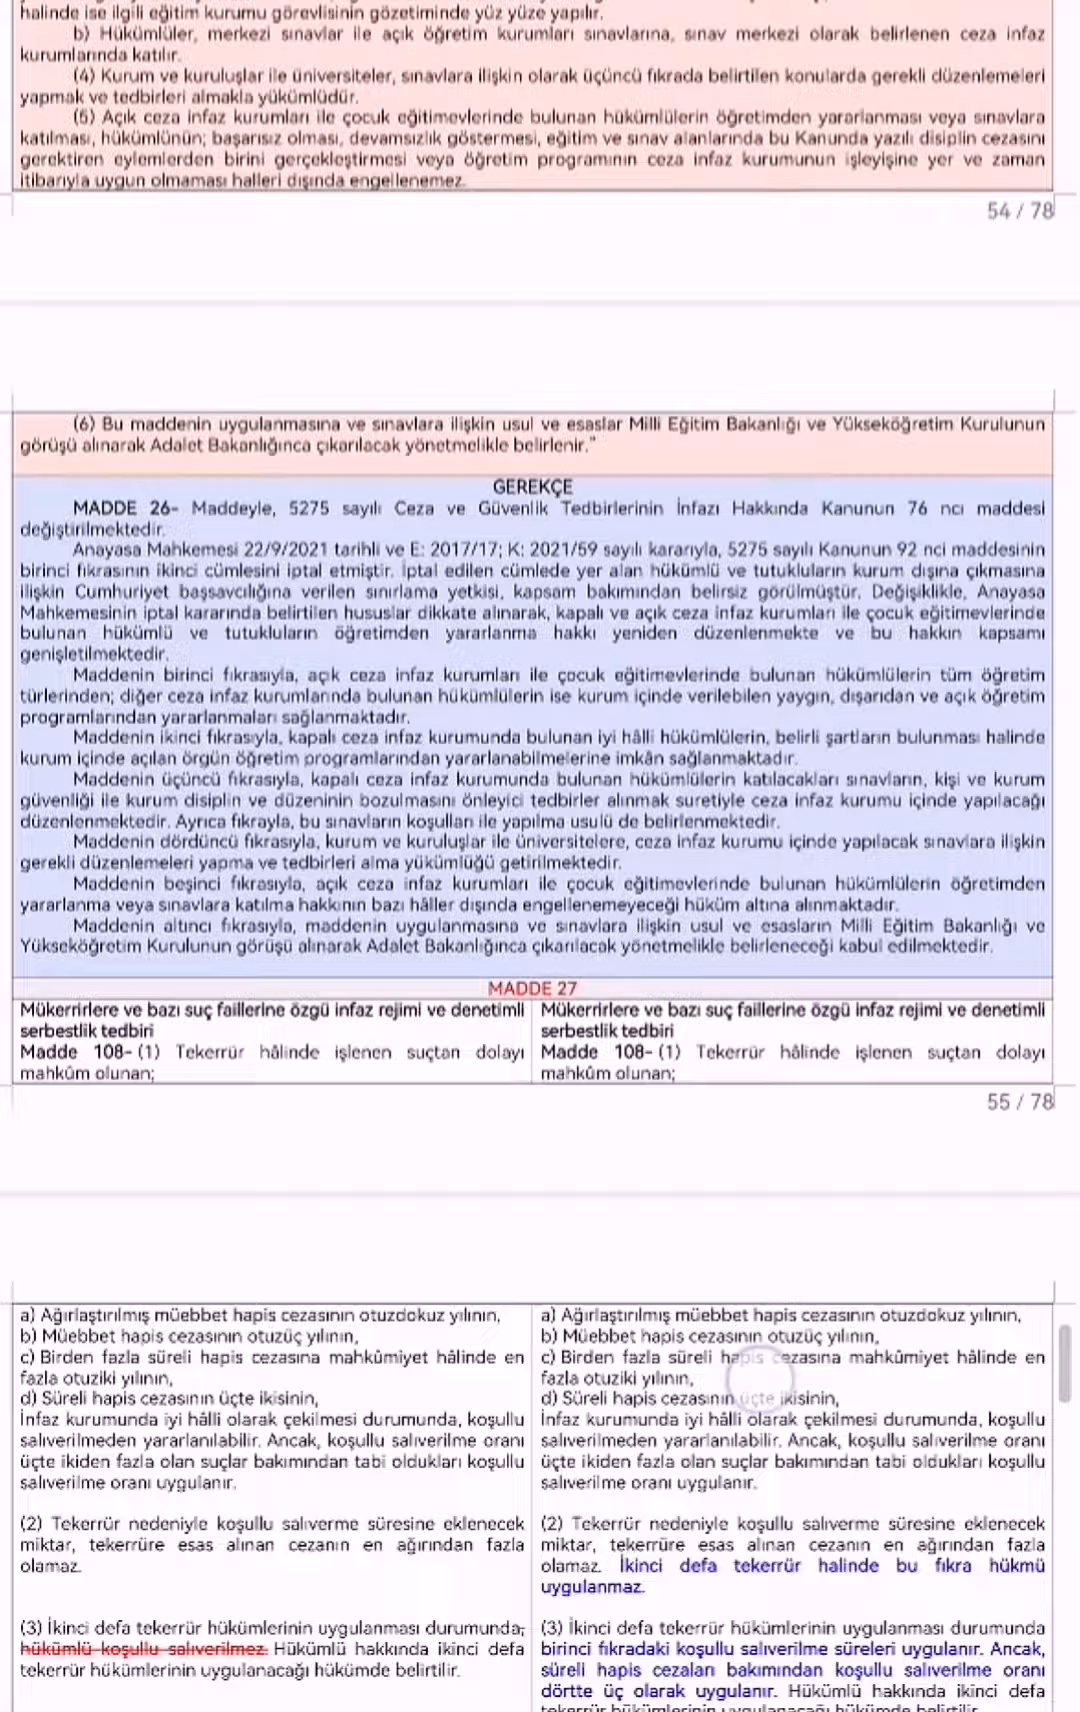 halinde ise ilgili eğitim kurumu görevlisinin gözetiminde yüz yüze yapılır.
b) Hükümlüler, merkezi sınavlar ile açık öğretim kurumları sınavlarına, sınav merkezi olarak belirlenen ceza infaz
kurumlarında katılır.
(4) Kurum ve kuruluşlar ile üniversiteler, sınavlara ilişkin olarak üçüncü fıkrada belirtilen konularda gerekli düzenlemeleri
yapmak ve tedbirleri almakla yükümlüdür.
(5) Açık ceza infaz kurumları ile çocuk eğitimevlerinde bulunan hükümlülerin öğretimden yararlanması veya sınavlara
katılması, hükümlünün; başarısız olması, devamsızlık göstermesi, eğitim ve sınav alanlarında bu Kanunda yazılı disiplin cezasını
gerektiren eylemlerden birini gerçekleştirmesi veya öğretim programının ceza infaz kurumunun işleyişine yer ve zaman
itibarıyla uygun olmaması halleri dışında engellenemez.
54 / 78
(6) Bu maddenin uygulanmasına ve sınavlara ilişkin usul ve esaslar Milli Eğitim Bakanlığı ve Yükseköğretim Kurulunun
görüşü alınarak Adalet Bakanlığınca çıkarılacak yönetmelikle belirlenir."
GEREKÇE
MADDE 26- Maddeyle, 5275 sayılı Ceza ve Güvenlik Tedbirlerinin İnfazı Hakkında Kanunun 76 ncı maddesi
değiştirilmektedir.
Anayasa Mahkemesi 22/9/2021 tarihli ve E: 2017/17; K: 2021/59 sayılı kararıyla, 5275 sayılı Kanunun 92 nci maddesinin
birinci fıkrasının ikinci cümlesini iptal etmiştir. İptal edilen cümlede yer alan hükümlü ve tutukluların kurum dışına çıkmasına
ilişkin Cumhuriyet başsavcılığına verilen sınırlama yetkisi, kapsam bakımından belirsiz görülmüştür. Değişiklikle, Anayasa
Mahkemesinin iptal kararında belirtilen hususlar dikkate alınarak, kapalı ve açık ceza infaz kurumları ile çocuk eğitimevlerinde
bulunan hükümlü ve tutukluların öğretimden yararlanma hakkı yeniden düzenlenmekte ve bu hakkın kapsamı
genişletilmektedir.
Maddenin birinci fıkrasıyla, açık ceza infaz kurumları ile çocuk eğitimevlerinde bulunan hükümlülerin tüm öğretim
türlerinden; diğer ceza infaz kurumlarında bulunan hükümlülerin ise kurum içinde verilebilen yaygın, dışarıdan ve açık öğretim
programlarından yararlanmaları sağlanmaktadır.
Maddenin ikinci fıkrasıyla, kapalı ceza infaz kurumunda bulunan iyi hâlli hükümlülerin, belirli şartların bulunması halinde
kurum içinde açılan örgün öğretim programlarından yararlanabilmelerine imkân sağlanmaktadır.
Maddenin üçüncü fıkrasıyla, kapalı ceza infaz kurumunda bulunan hükümlülerin katılacakları sınavların, kişi ve kurum
güvenliği ile kurum disiplin ve düzeninin bozulmasını önleyici tedbirler alınmak suretiyle ceza infaz kurumu içinde yapılacağı
düzenlenmektedir. Ayrıca fıkrayla, bu sınavların koşulları ile yapılma usulü de belirlenmektedir.
Maddenin dördüncü fıkrasıyla, kurum ve kuruluşlar ile üniversitelere, ceza infaz kurumu içinde yapılacak sınavlara ilişkin
gerekli düzenlemeleri yapma ve tedbirleri alma yükümlüğü getirilmektedir.
Maddenin beşinci fıkrasıyla, açık ceza infaz kurumları ile çocuk eğitimevlerinde bulunan hükümlülerin öğretimden
yararlanma veya sınavlara katılma hakkının bazı hâller dışında engellenemeyeceği hüküm altına alınmaktadır.
Maddenin altıncı fıkrasıyla, maddenin uygulanmasına ve sınavlara ilişkin usul ve esasların Milli Eğitim Bakanlığı ve
Yükseköğretim Kurulunun görüşü alınarak Adalet Bakanlığınca çıkarılacak yönetmelikle belirleneceği kabul edilmektedir.
MADDE 27
Mükerrirlere ve bazı suç faillerine özgü infaz rejimi ve denetimli
serbestlik tedbiri
Madde 108- (1) Tekerrür hâlinde işlenen suçtan dolayı
mahkûm olunan;
Mükerrirlere ve bazı suç faillerine özgü infaz rejimi ve denetimli
serbestlik tedbiri
Madde 108- (1) Tekerrür hâlinde işlenen suçtan dolayı
mahkûm olunan;
55 / 78
a) Ağırlaştırılmış müebbet hapis cezasının otuzdokuz yılının,
b) Müebbet hapis cezasının otuzüç yılının,
c) Birden fazla süreli hapis cezasına mahkûmiyet hâlinde en
fazla otuziki yılının,
d) Süreli hapis cezasının üçte ikisinin,
İnfaz kurumunda iyi hâlli olarak çekilmesi durumunda, koşullu
salıverilmeden yararlanılabilir. Ancak, koşullu salıverilme oranı
üçte ikiden fazla olan suçlar bakımından tabi oldukları koşullu
salıverilme oranı uygulanır.
(2) Tekerrür nedeniyle koşullu salıverme süresine eklenecek
miktar, tekerrüre esas alınan cezanın en ağırından fazla
olamaz.
(3) İkinci defa tekerrür hükümlerinin uygulanması durumunda,
hükümlü koşullu salıverilmez. Hükümlü hakkında ikinci defa
tekerrür hükümlerinin uygulanacağı hükümde belirtilir.
a) Ağırlaştırılmış müebbet hapis cezasının otuzdokuz yılının,
b) Müebbet hapis cezasının otuzüç yılının,
c) Birden fazla süreli hapis cezasına mahkûmiyet hâlinde en
fazla otuziki yılının,
d) Süreli hapis cezasının üçte ikisinin,
İnfaz kurumunda iyi hâlli olarak çekilmesi durumunda, koşullu
salıverilmeden yararlanılabilir. Ancak, koşullu salıverilme oranı
üçte ikiden fazla olan suçlar bakımından tabi oldukları koşullu
salıverilme oranı uygulanır.
(2) Tekerrür nedeniyle koşullu salıverme süresine eklenecek
miktar, tekerrüre esas alınan cezanın en ağırından fazla
olamaz. İkinci defa tekerrür halinde bu fıkra hükmü
uygulanmaz.
(3) İkinci defa tekerrür hükümlerinin uygulanması durumunda
birinci fıkradaki koşullu salıverilme süreleri uygulanır. Ancak,
süreli hapis cezaları bakımından koşullu salıverilme oranı
dörtte üç olarak uygulanır. Hükümlü hakkında ikinci defa
tekerrür hükümlerinin uygulanacağı hükümde belirtilir.